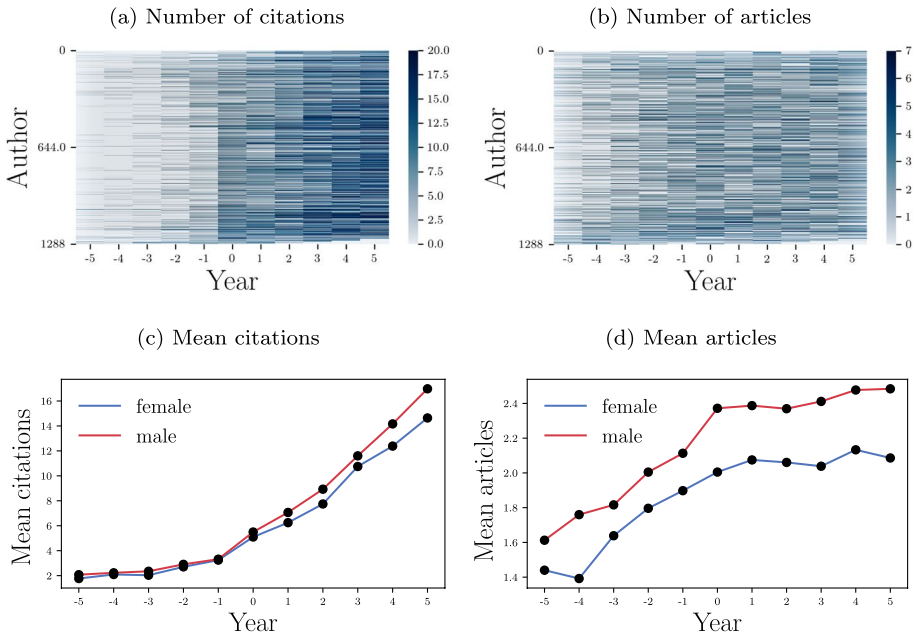 (a) Number of citations
(b) Number of articles
0
644.0
1288
Author
-5 -4 -3 -2 -1 0 1 2 3 4 5
Year
20.0
17.5
15.0
12.5
10.0
7.5
5.0
2.5
0.0
0
644.0
1288
Author
-5 -4 -3 -2 -1 0 1 2 3 4 5
Year
7
6
5
4
3
2
1
0
(c) Mean citations
(d) Mean articles
Mean citations
16
14
12
10
8
6
4
2
female
male
-5 -4 -3 -2 -1 0 1 2 3 4 5
Year
Mean articles
2.4
2.2
2.0
1.8
1.6
1.4
female
male
-5 -4 -3 -2 -1 0 1 2 3 4 5
Year